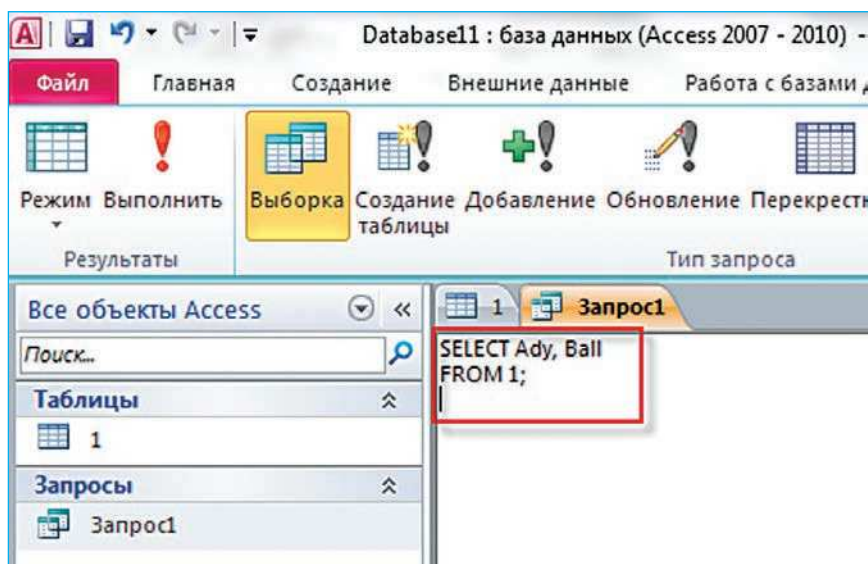 Database11 : база данных (Access 2007 - 2010) -
Файл Главная Создание Внешние данные Работа с базами
Режим Выполнить Выборка Создание таблицы Добавление Обновление Перекрестн
Результаты Тип запроса
Все объекты Access
Поиск...
Таблицы
1
Запросы
Запрос1
1 Запрос1
SELECT Ady, Ball
FROM 1;